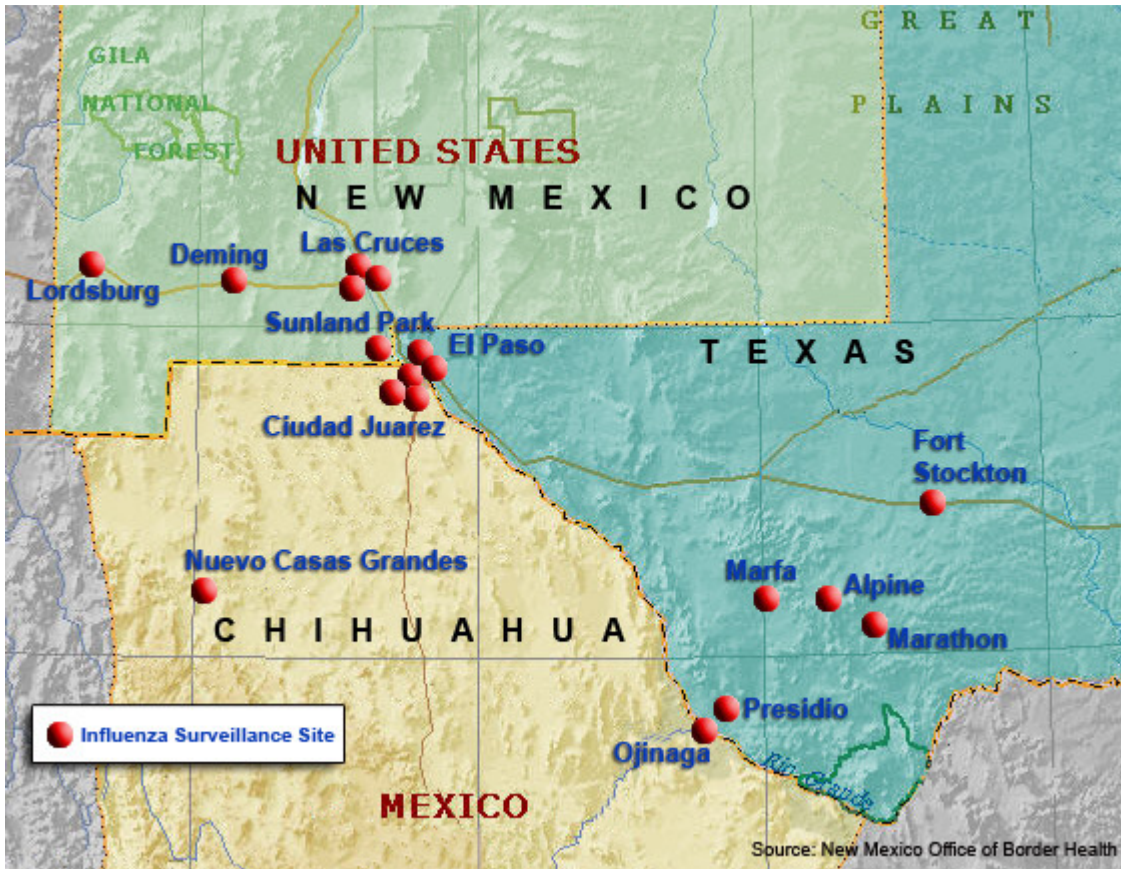 GREAT
PLAINS
GILA
NATIONAL
FOREST
UNITED STATES
NEW MEXICO
Las Cruces
Deming
Lordsburg
Sunland Park
El Paso
TEXAS
Ciudad Juarez
Fort
Stockton
Nuevo Casas Grandes
Marfa
Alpine
CHIHUAHUA
Marathon
Presidio
Influenza Surveillance Site
Ojinaga
Rio Grande
MEXICO
Source: New Mexico Office of Border Health